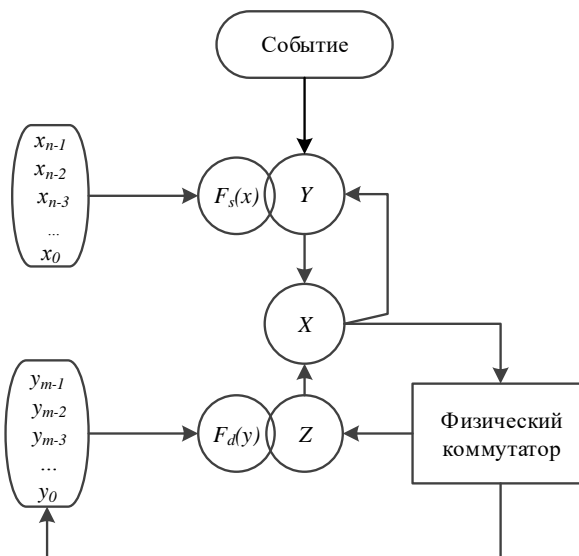 Событие
xn-1
xn-2
xn-3
...
x0
Fs(x)
Y
X
ym-1
ym-2
ym-3
...
y0
Fd(y)
Z
Физический
коммутатор